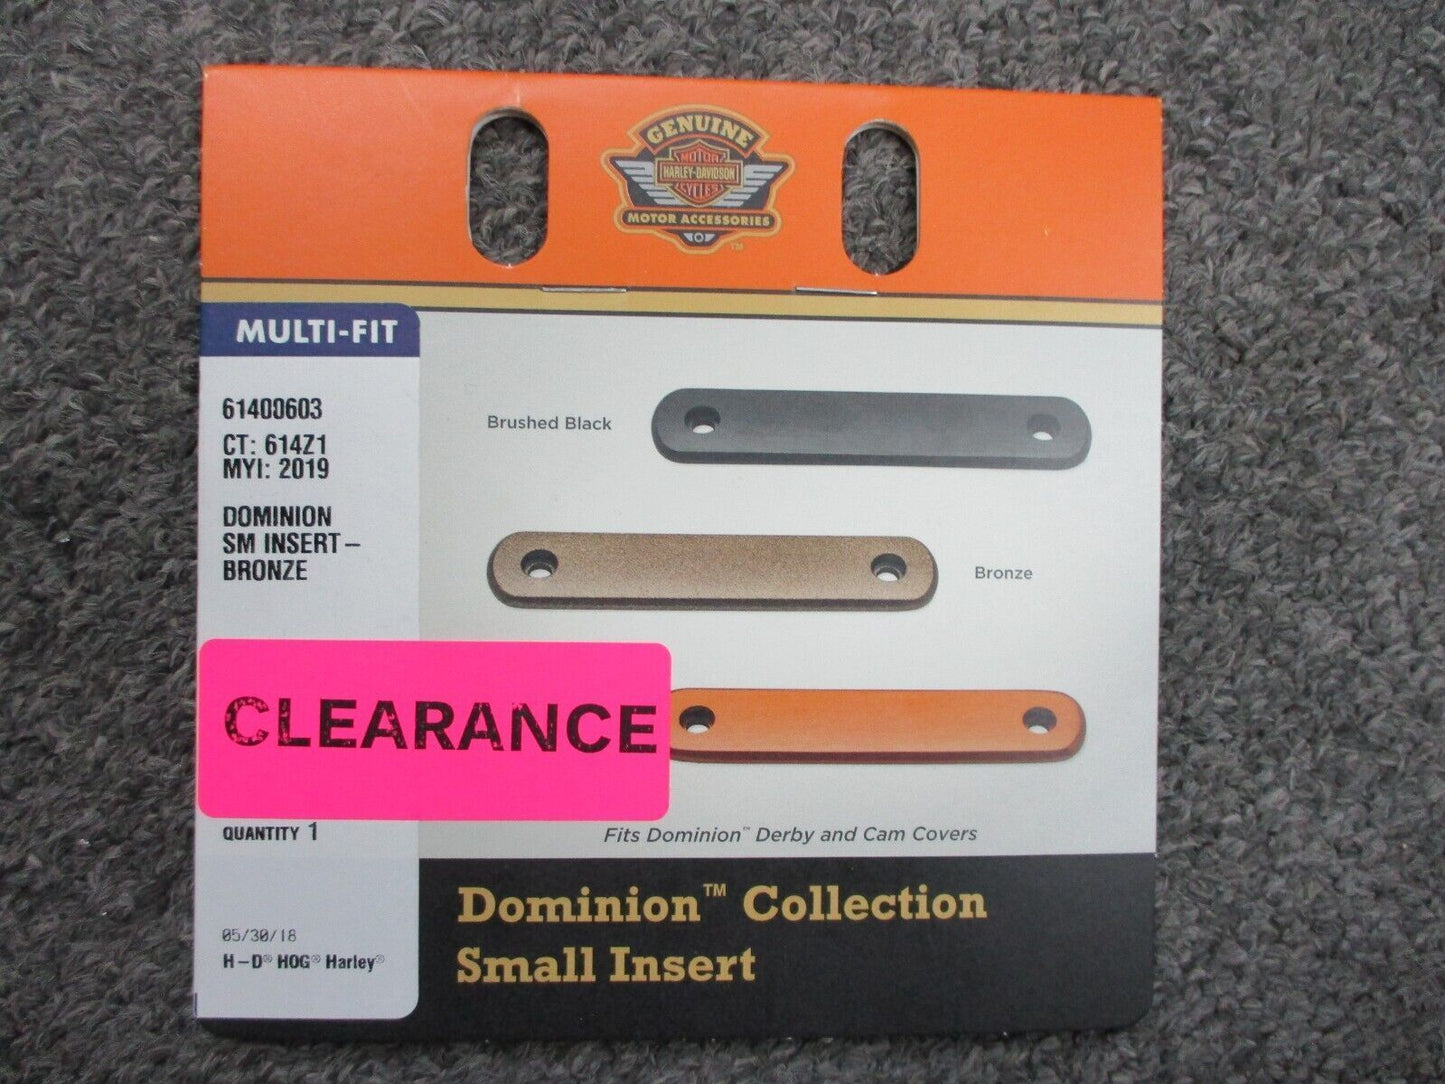 GENUINE
MOTOR
HARLEY-DAVIDSON
CYCLES
MOTOR ACCESSORIES
™
MULTI-FIT
61400603
CT: 614Z1
MYI: 2019
DOMINION
SM INSERT–
BRONZE
Brushed Black
Bronze
CLEARANCE
QUANTITY 1
Fits Dominion™ Derby and Cam Covers
05/30/18
H-D® HOG® Harley®
Dominion™ Collection
Small Insert